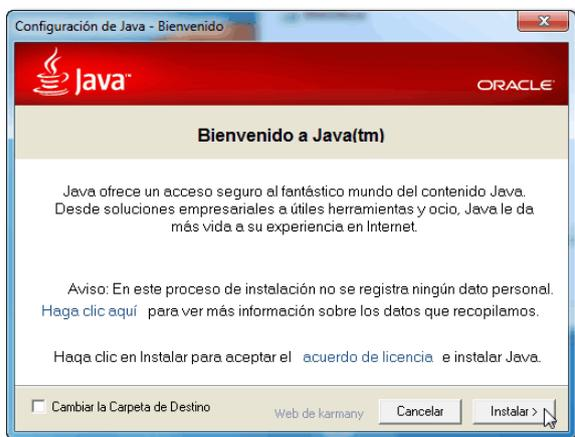 Configuración de Java - Bienvenido
Java™
ORACLE®
Bienvenido a Java(tm)
Java ofrece un acceso seguro al fantástico mundo del contenido Java.
Desde soluciones empresariales a útiles herramientas y ocio, Java le da
más vida a su experiencia en Internet.
Aviso: En este proceso de instalación no se registra ningún dato personal.
Haga clic aquí para ver más información sobre los datos que recopilamos.
Haga clic en Instalar para aceptar el acuerdo de licencia e instalar Java.
Cambiar la Carpeta de Destino
Web de karmany
Cancelar
Instalar >